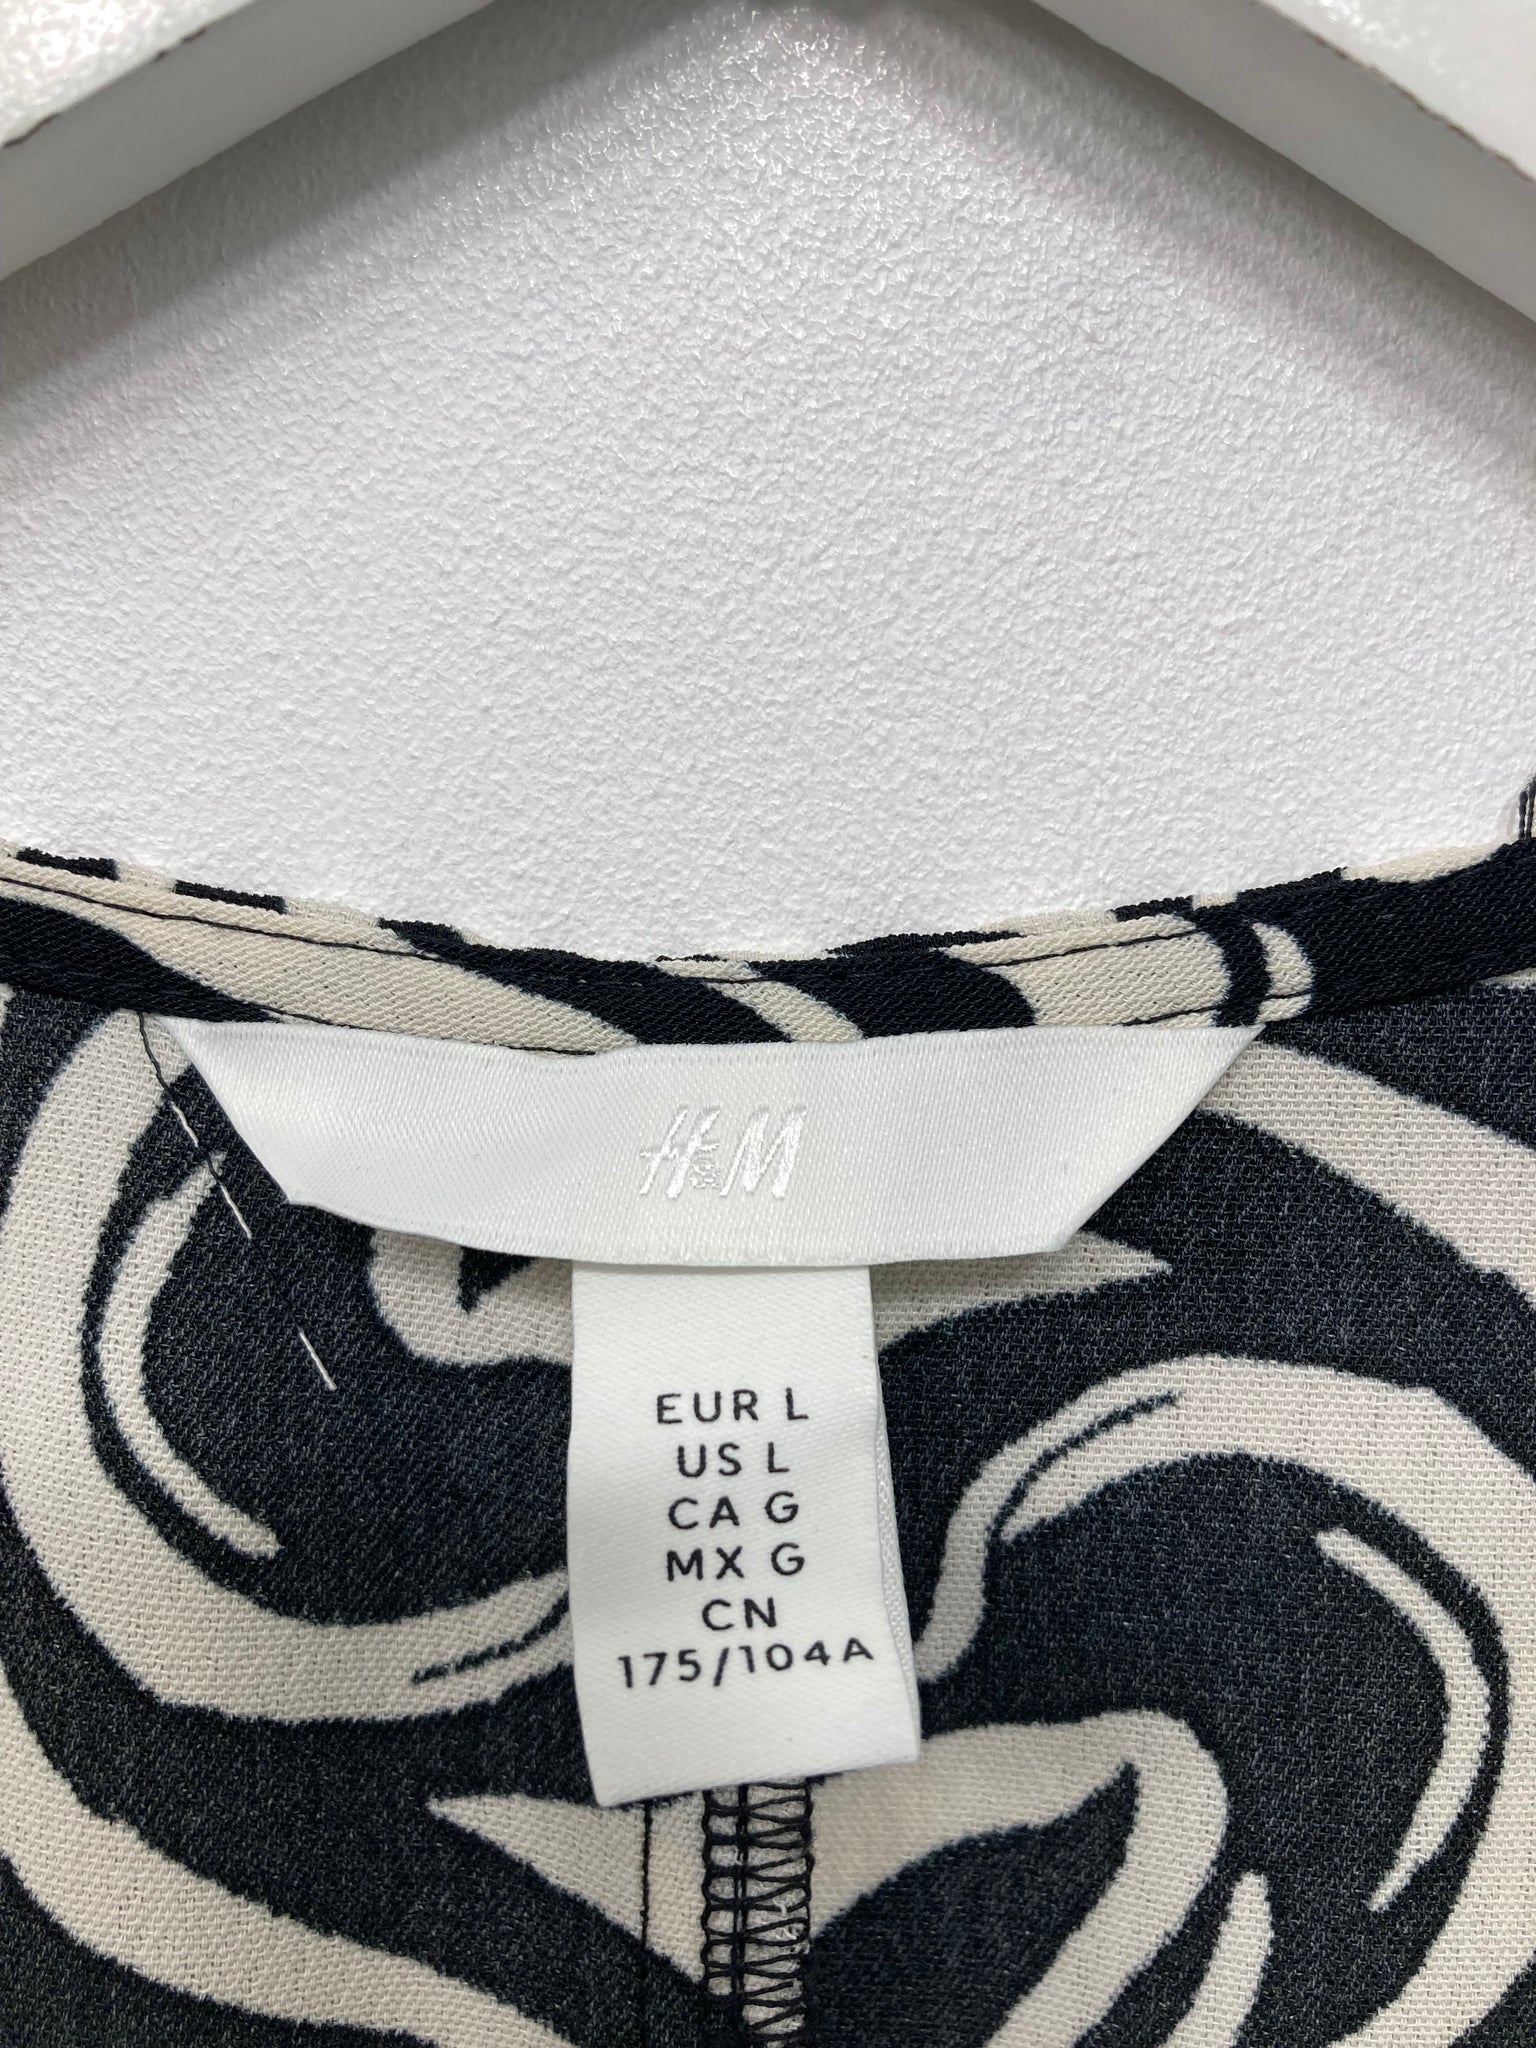 H&M
EUR L
US L
CA G
MX G
CN
175/104A